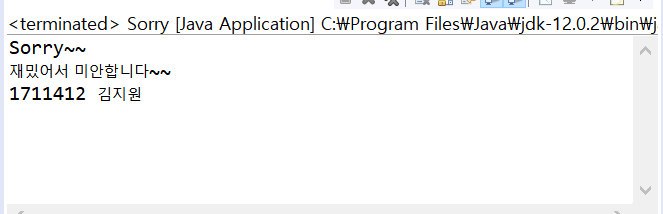 <terminated> Sorry [Java Application] C:₩Program Files₩Java₩jdk-12.0.2₩bin₩j
Sorry~~
재밌어서 미안합니다~~
1711412 김지원